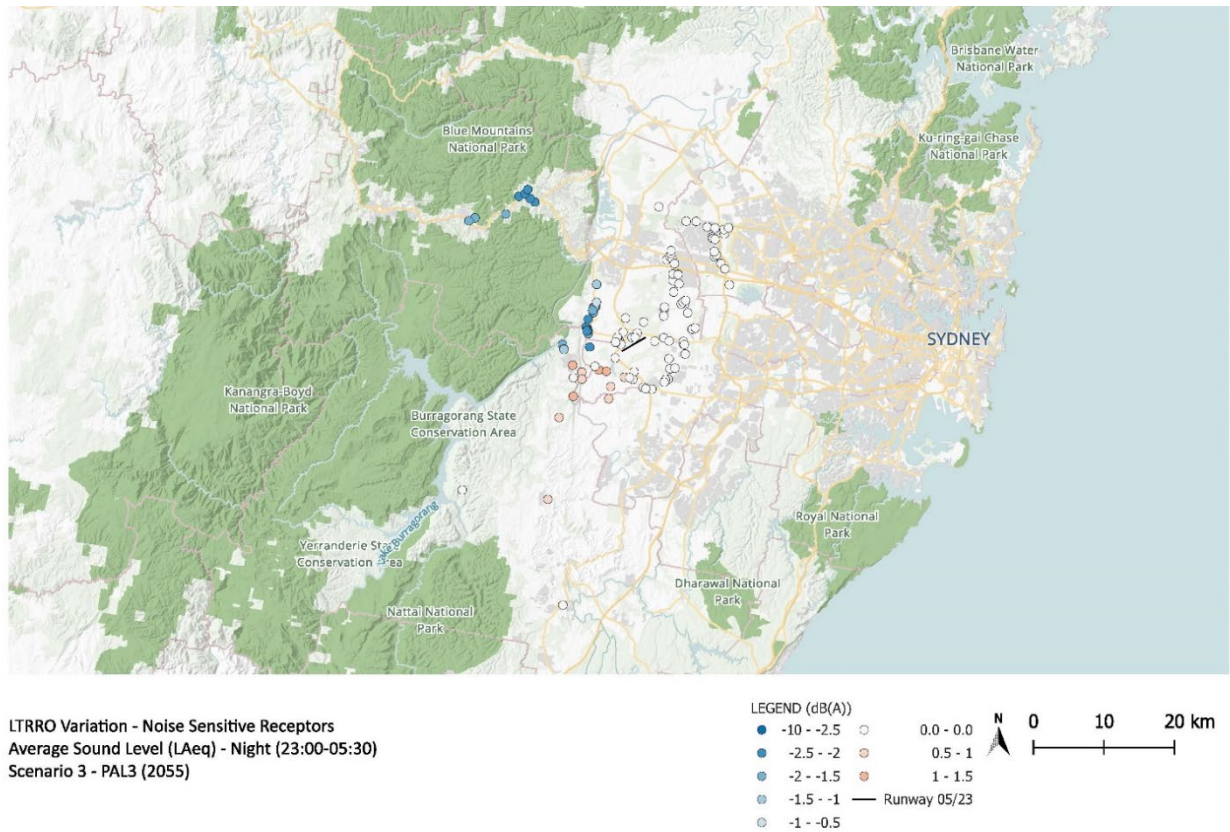 Brisbane Water
National Park
Blue Mountains
National Park
Ku-ring-gai Chase
National Park
SYDNEY
Kanangra-Boyd
National Park
Burragorang State
Conservation Area
Lake Burragorang
Royal National
Park
Yerranderie Sta
Conservation Area
Dharawal National
Park
Nattai National
Park
LTRRO Variation - Noise Sensitive Receptors
Average Sound Level (LAeq) - Night (23:00-05:30)
Scenario 3 - PAL3 (2055)
LEGEND (dB(A))
-10 - -2.5
-2.5 - -2
-2 - -1.5
-1.5 - -1
-1 - -0.5
0.0 - 0.0
0.5 - 1
1 - 1.5
Runway 05/23
N
0 10 20 km